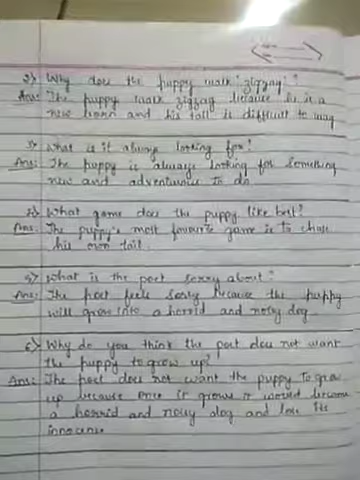 2) Why does the puppy walk 'zigzag'?
Ans: The puppy walk zigzag because he is a
new born and his tail is difficult to wag
3) What is it always looking for?
Ans: The puppy is always looking for something
new and adventurous to do.
What game does the puppy like best?
Ans: The puppy's most favourite game is to chase
his own tail.
5) What is the poet sorry about?
Ans: The poet feels sorry because the puppy
will grow into a horrid and noisy dog.
6) Why do you think the poet does not want
the puppy to grow up?
Ans: The poet does not want the puppy to grow
up because once it grows it would become
a horrid and noisy dog and lose its
innocence